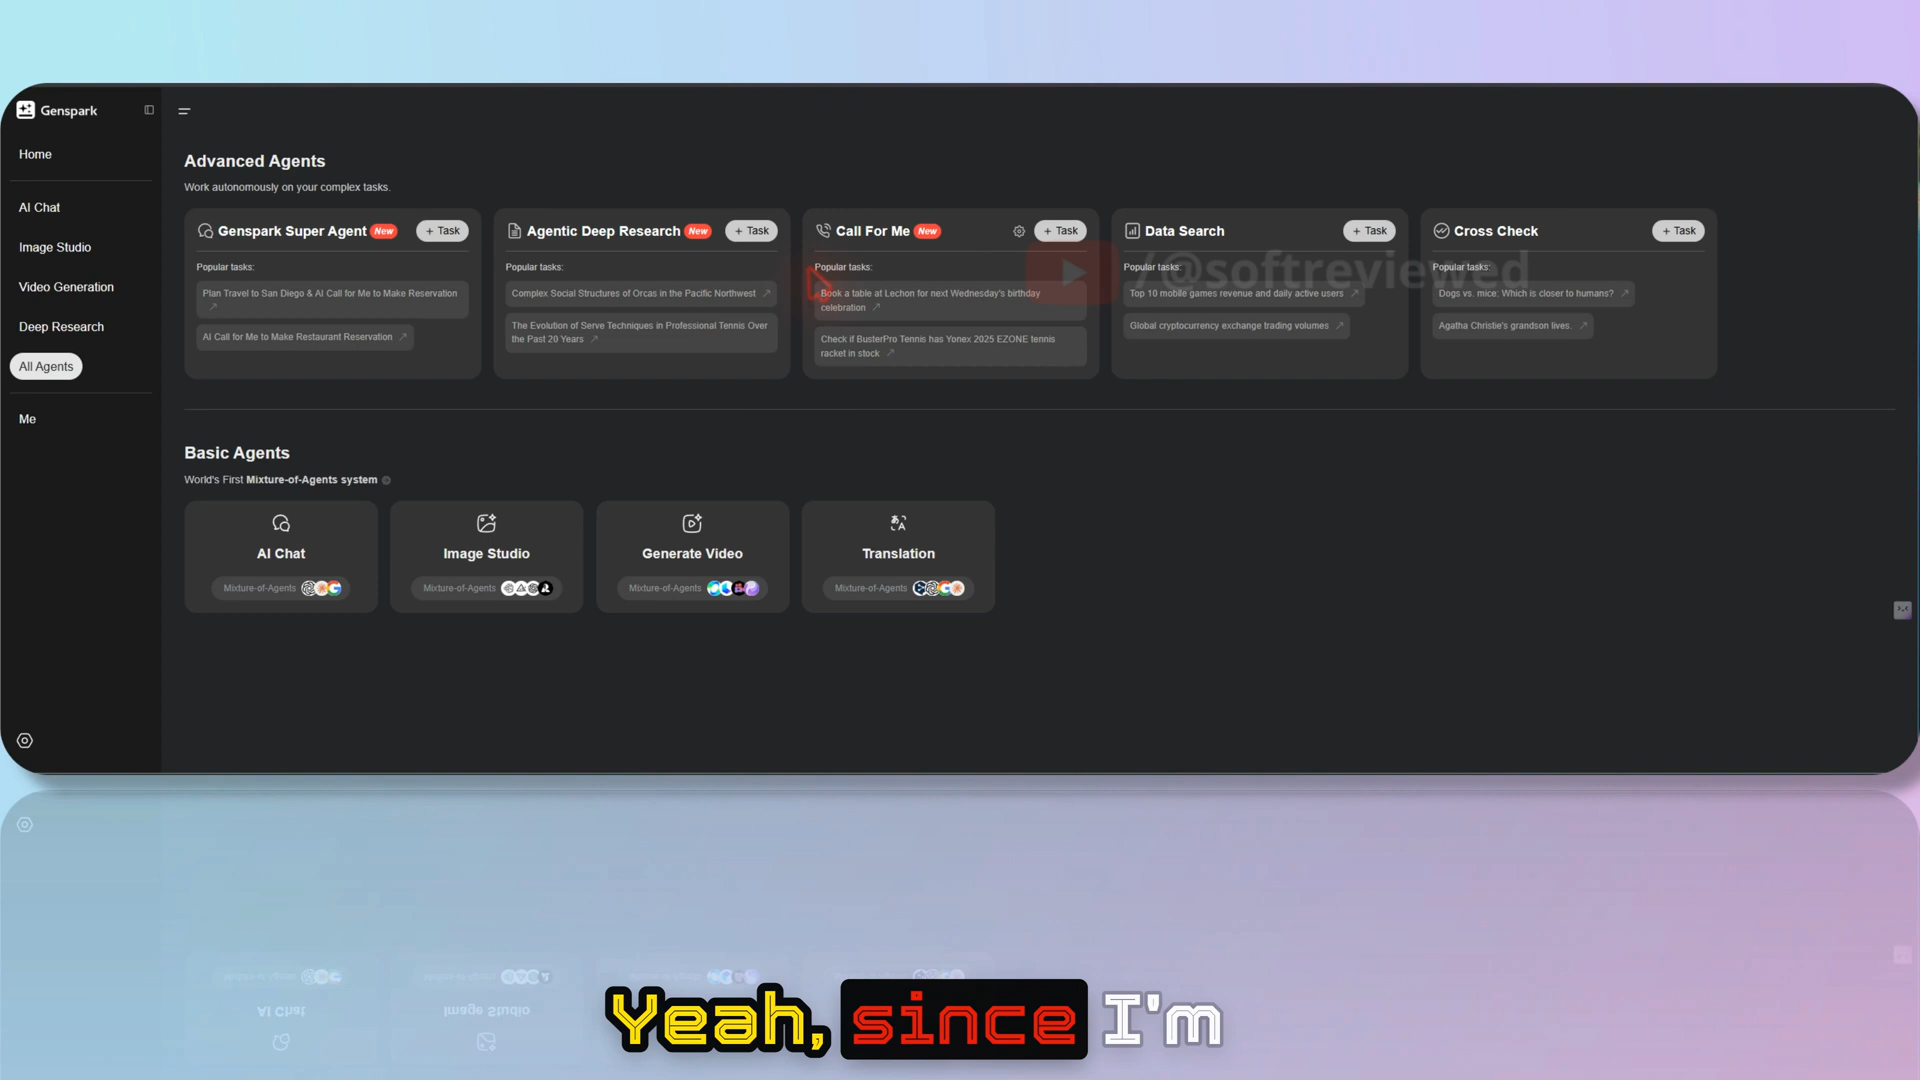 Genspark
Home
AI Chat
Image Studio
Video Generation
Deep Research
All Agents
Me
Advanced Agents
Work autonomously on your complex tasks.
Genspark Super Agent New + Task
Popular tasks:
Plan Travel to San Diego & AI Call for Me to Make Reservation
AI Call for Me to Make Restaurant Reservation
Agentic Deep Research New + Task
Popular tasks:
Complex Social Structures of Orcas in the Pacific Northwest
The Evolution of Serve Techniques in Professional Tennis Over
the Past 20 Years
Call For Me New + Task
Popular tasks:
Book a table at Lechon for next Wednesday's birthday
celebration
Check if BusterPro Tennis has Yonex 2025 EZONE tennis
racket in stock
Data Search + Task
Popular tasks:
Top 10 mobile games revenue and daily active users
Global cryptocurrency exchange trading volumes
Cross Check + Task
Popular tasks:
Dogs vs. mice: Which is closer to humans?
Agatha Christie's grandson lives.
/@softreviewed
Basic Agents
World's First Mixture-of-Agents system
AI Chat
Mixture-of-Agents
Image Studio
Mixture-of-Agents
Generate Video
Mixture-of-Agents
Translation
Mixture-of-Agents
Yeah, since I'm